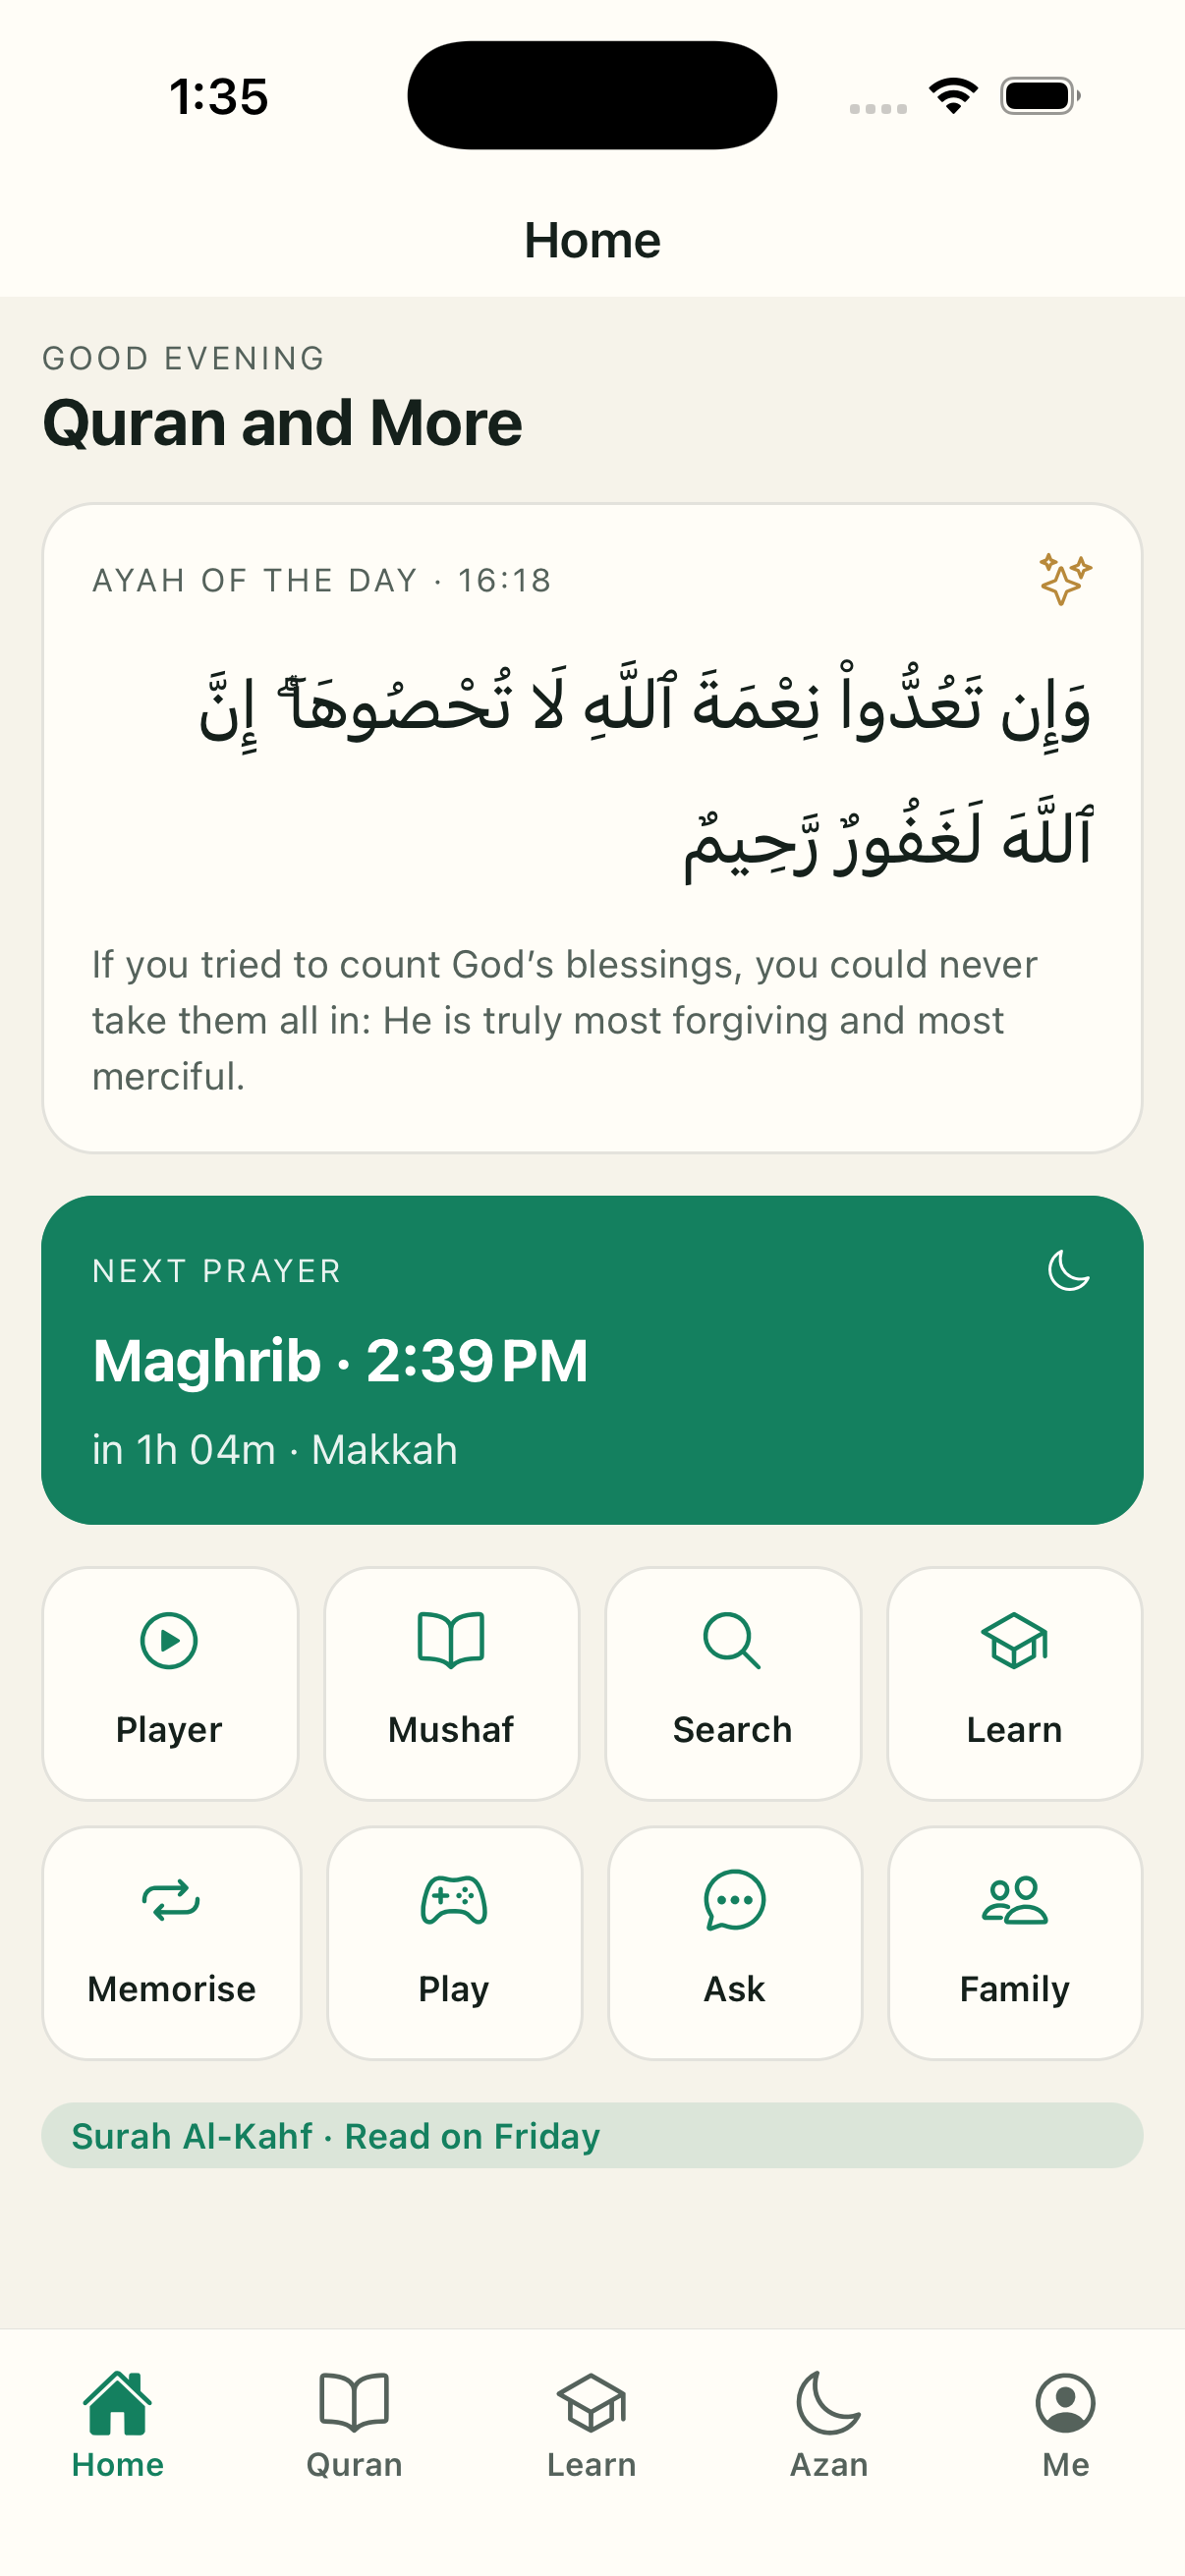 1:35
Home
GOOD EVENING
Quran and More
AYAH OF THE DAY · 16:18
وَإِن تَعُدُّوا۟ نِعْمَةَ ٱللَّهِ لَا تُحْصُوهَآ ۗ إِنَّ
ٱللَّهَ لَغَفُورٌ رَّحِيمٌ
If you tried to count God’s blessings, you could never
take them all in: He is truly most forgiving and most
merciful.
NEXT PRAYER
Maghrib · 2:39 PM
in 1h 04m · Makkah
Player Mushaf Search Learn
Memorise Play Ask Family
Surah Al-Kahf · Read on Friday
Home Quran Learn Azan Me